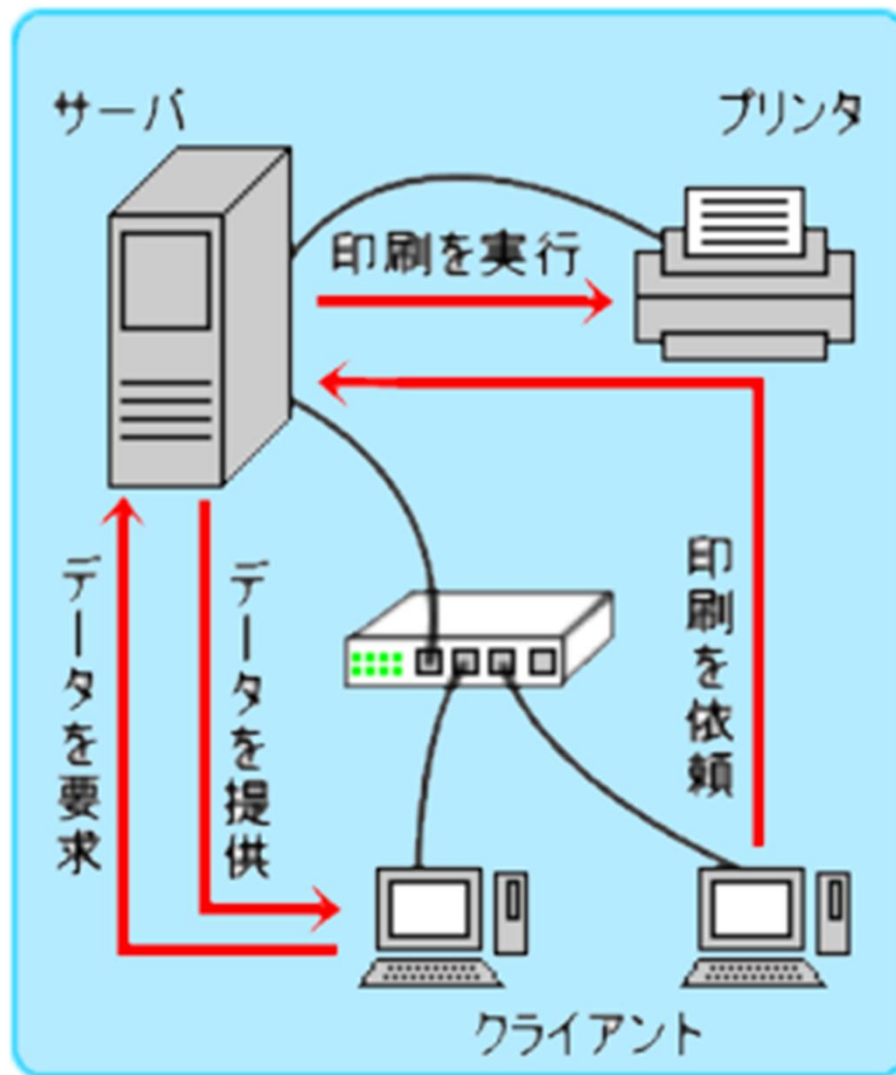 サーバ
プリンタ
印刷を実行
データを要求
データを提供
印刷を依頼
クライアント